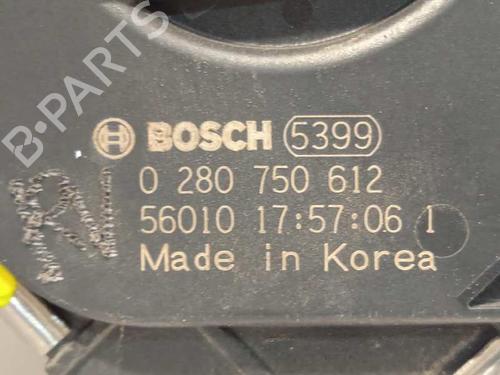 B-PARTS
BOSCH 5399
0 280 750 612
56010 17:57:06 1
Made in Korea